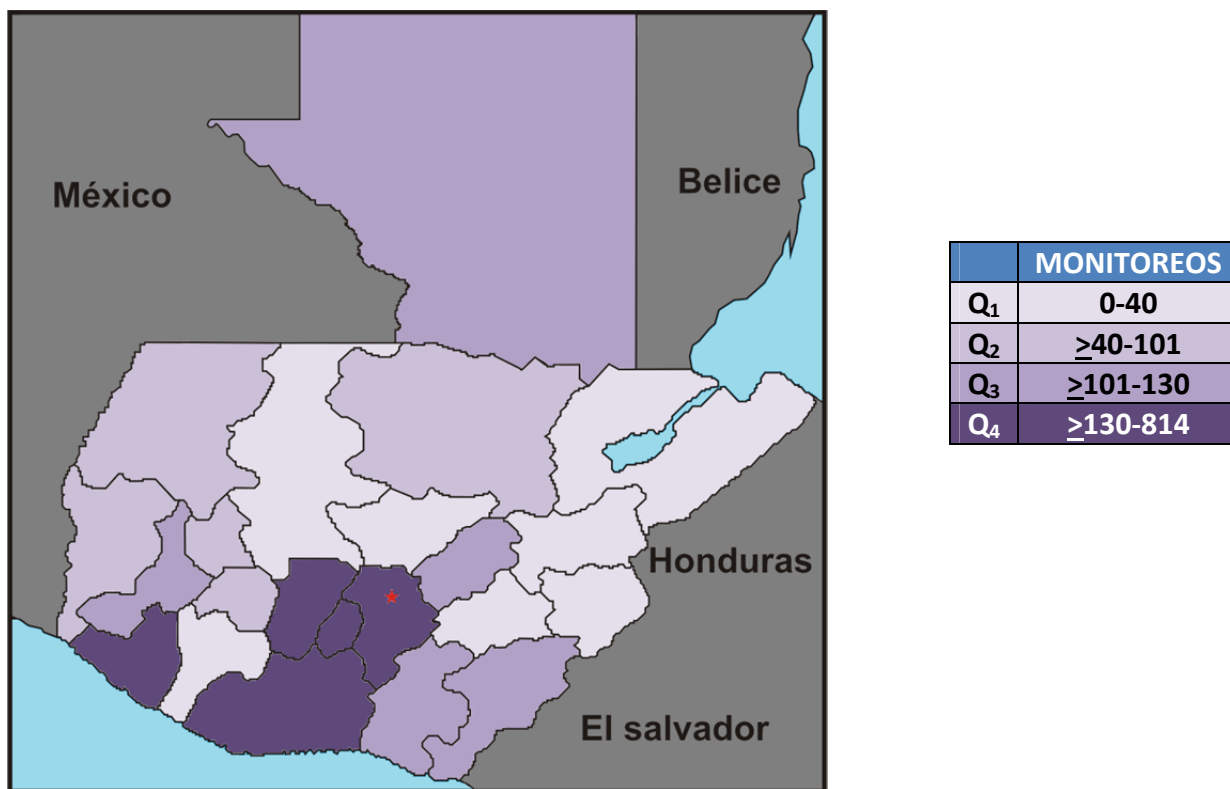 México
Belice
Honduras
El salvador
MONITOREOS
Q₁ 0-40
Q₂ ≥40-101
Q₃ ≥101-130
Q₄ ≥130-814